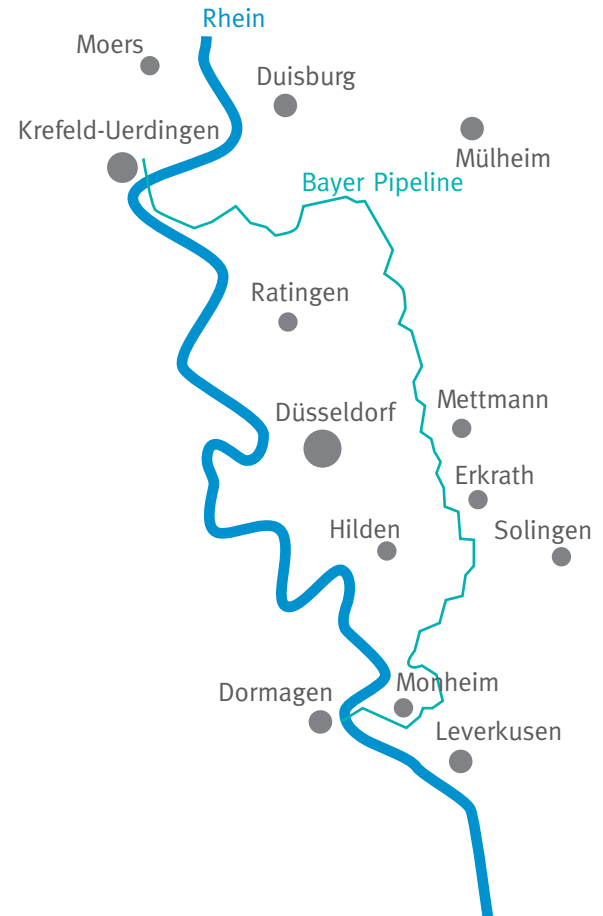 Rhein
Moers
Duisburg
Krefeld-Uerdingen
Mülheim
Bayer Pipeline
Ratingen
Mettmann
Düsseldorf
Erkrath
Hilden
Solingen
Monheim
Dormagen
Leverkusen